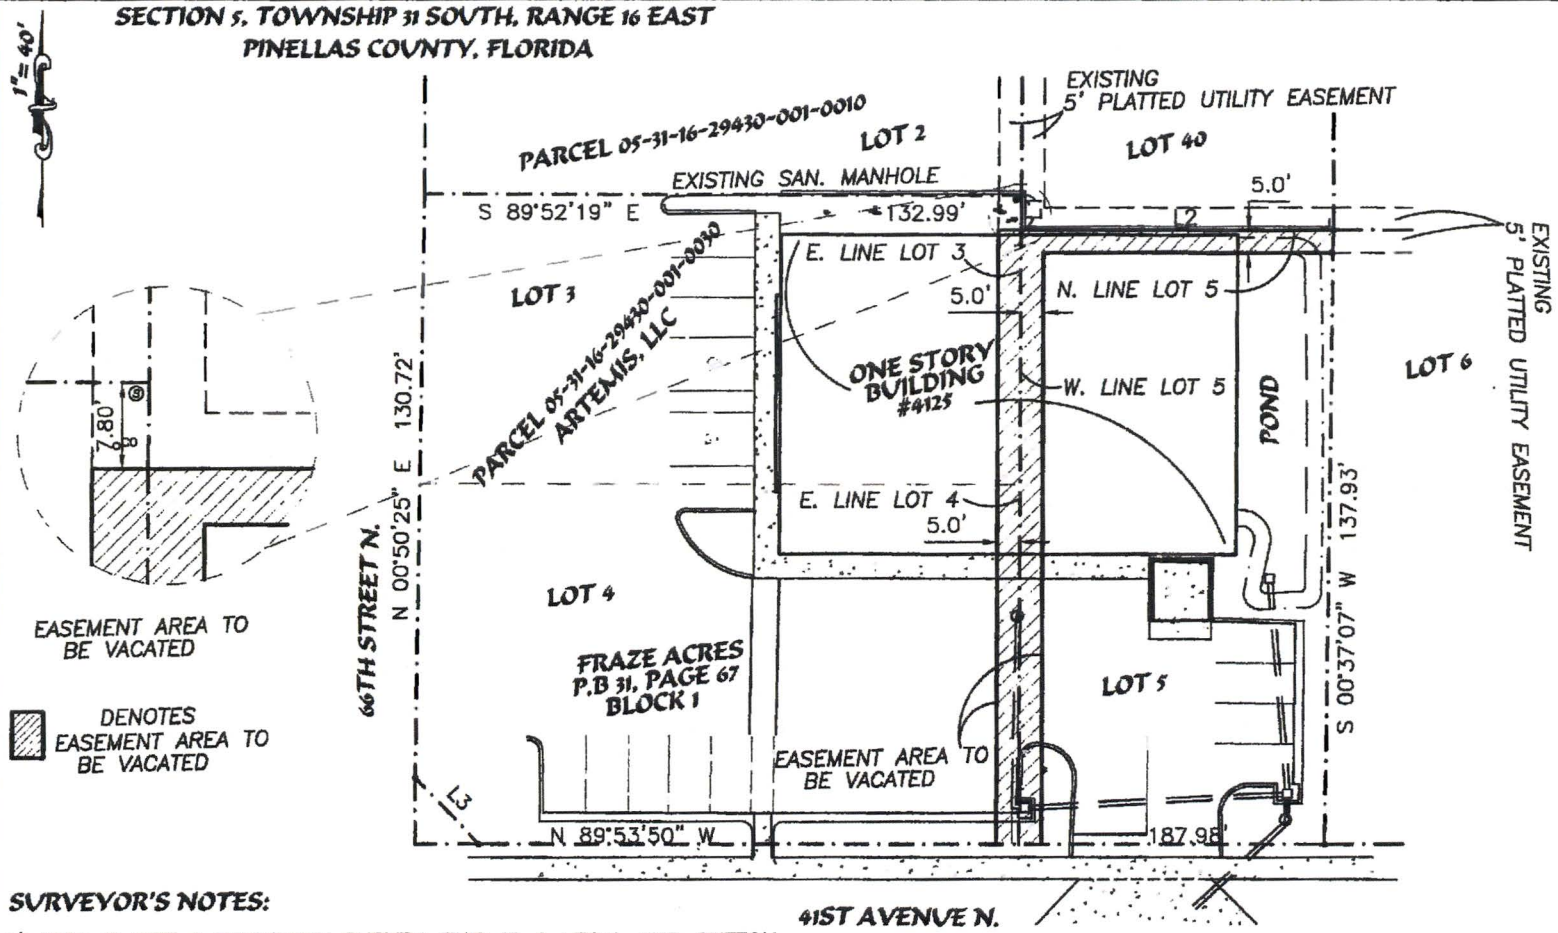 SECTION 5, TOWNSHIP 31 SOUTH, RANGE 16 EAST
PINELLAS COUNTY, FLORIDA
1"= 40'
EXISTING
5' PLATTED UTILITY EASEMENT
PARCEL 05-31-16-29430-001-0010
LOT 2
LOT 40
EXISTING SAN. MANHOLE
5.0'
S 89°52'19" E
132.99'
L2
EXISTING
5' PLATTED UTILITY EASEMENT
E. LINE LOT 3
LOT 3
PARCEL 05-31-16-29430-001-0030
ARTEMIS, LLC
5.0'
N. LINE LOT 5
ONE STORY
BUILDING
#4125
W. LINE LOT 5
POND
LOT 6
7.80'
S
N 00°50'25" E 130.72'
66TH STREET N.
E. LINE LOT 4
5.0'
S 00°37'07" W 137.93'
LOT 4
EASEMENT AREA TO
BE VACATED
FRAZE ACRES
P.B 31, PAGE 67
BLOCK 1
LOT 5
DENOTES
EASEMENT AREA TO
BE VACATED
EASEMENT AREA TO
BE VACATED
L3
N 89°53'50" W
187.98'
SURVEYOR'S NOTES:
41ST AVENUE N.